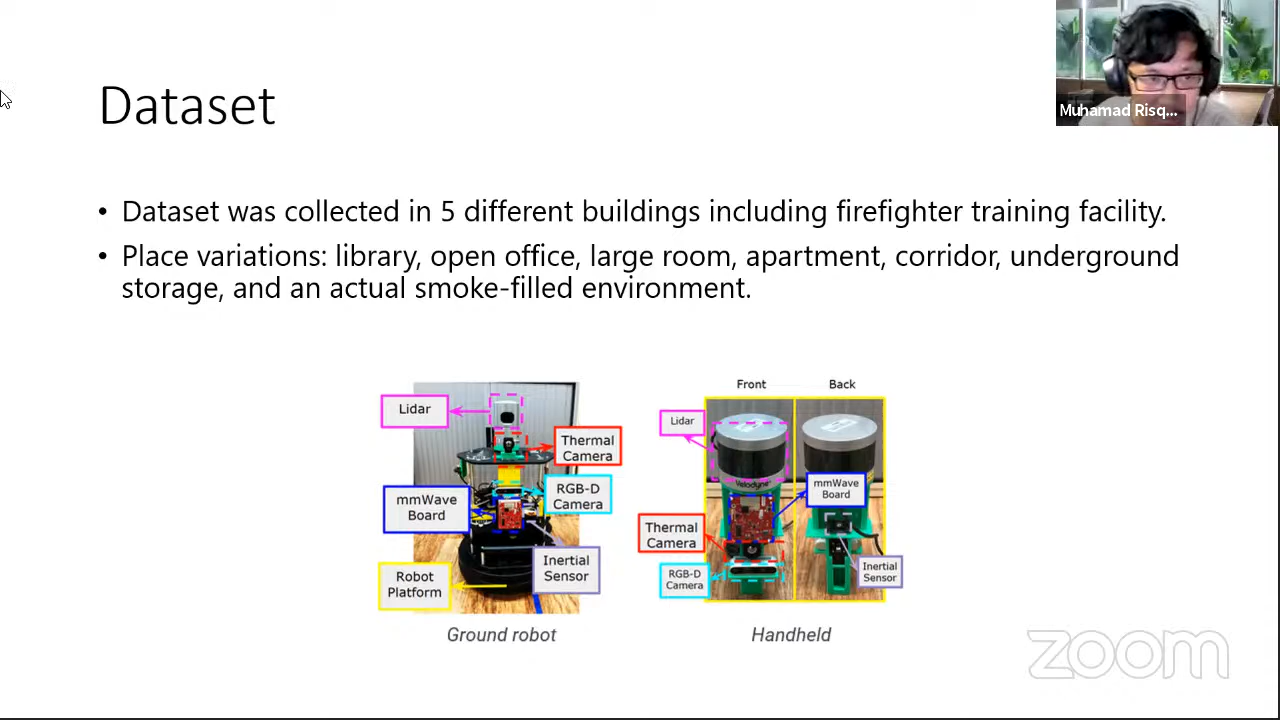 Muhamad Risq...
Dataset
• Dataset was collected in 5 different buildings including firefighter training facility.
• Place variations: library, open office, large room, apartment, corridor, underground
storage, and an actual smoke-filled environment.
Lidar
Thermal
Camera
RGB-D
Camera
mmWave
Board
Inertial
Sensor
Robot
Platform
Ground robot
Front
Back
Lidar
Velodyne
mmWave
Board
Thermal
Camera
RGB-D
Camera
Inertial
Sensor
Handheld
zoom